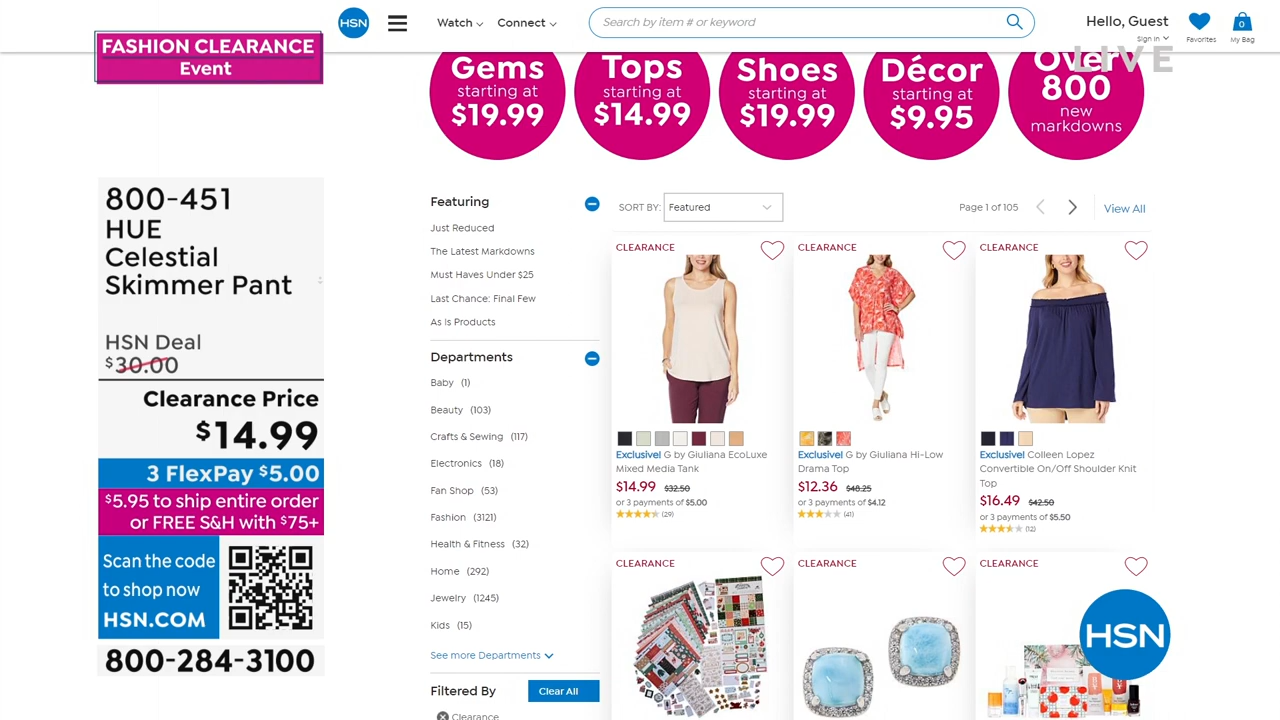 HSN
Watch
Connect
Search by item # or keyword
Hello, Guest
Sign In
Favorites
0
My Bag
LIVE
FASHION CLEARANCE
Event
Gems
starting at
$19.99
Tops
starting at
$14.99
Shoes
starting at
$19.99
Décor
starting at
$9.95
Over
800
new
markdowns
800-451
HUE
Celestial
Skimmer Pant
HSN Deal
$30.00
Clearance Price
$14.99
3 FlexPay $5.00
$5.95 to ship entire order
or FREE S&H with $75+
Scan the code
to shop now
HSN.COM
800-284-3100
Featuring
Just Reduced
The Latest Markdowns
Must Haves Under $25
Last Chance: Final Few
As Is Products
Departments
Baby (1)
Beauty (103)
Crafts & Sewing (117)
Electronics (18)
Fan Shop (53)
Fashion (3121)
Health & Fitness (32)
Home (292)
Jewelry (1245)
Kids (15)
See more Departments
Filtered By
Clear All
Clearance
SORT BY: Featured
Page 1 of 105
View All
CLEARANCE
Exclusive! G by Giuliana EcoLuxe
Mixed Media Tank
$14.99 $32.50
or 3 payments of $5.00
(29)
CLEARANCE
Exclusive! G by Giuliana Hi-Low
Drama Top
$12.36 $48.25
or 3 payments of $4.12
(41)
CLEARANCE
Exclusive! Colleen Lopez
Convertible On/Off Shoulder Knit
Top
$16.49 $42.50
or 3 payments of $5.50
(12)
CLEARANCE
CLEARANCE
CLEARANCE
HSN